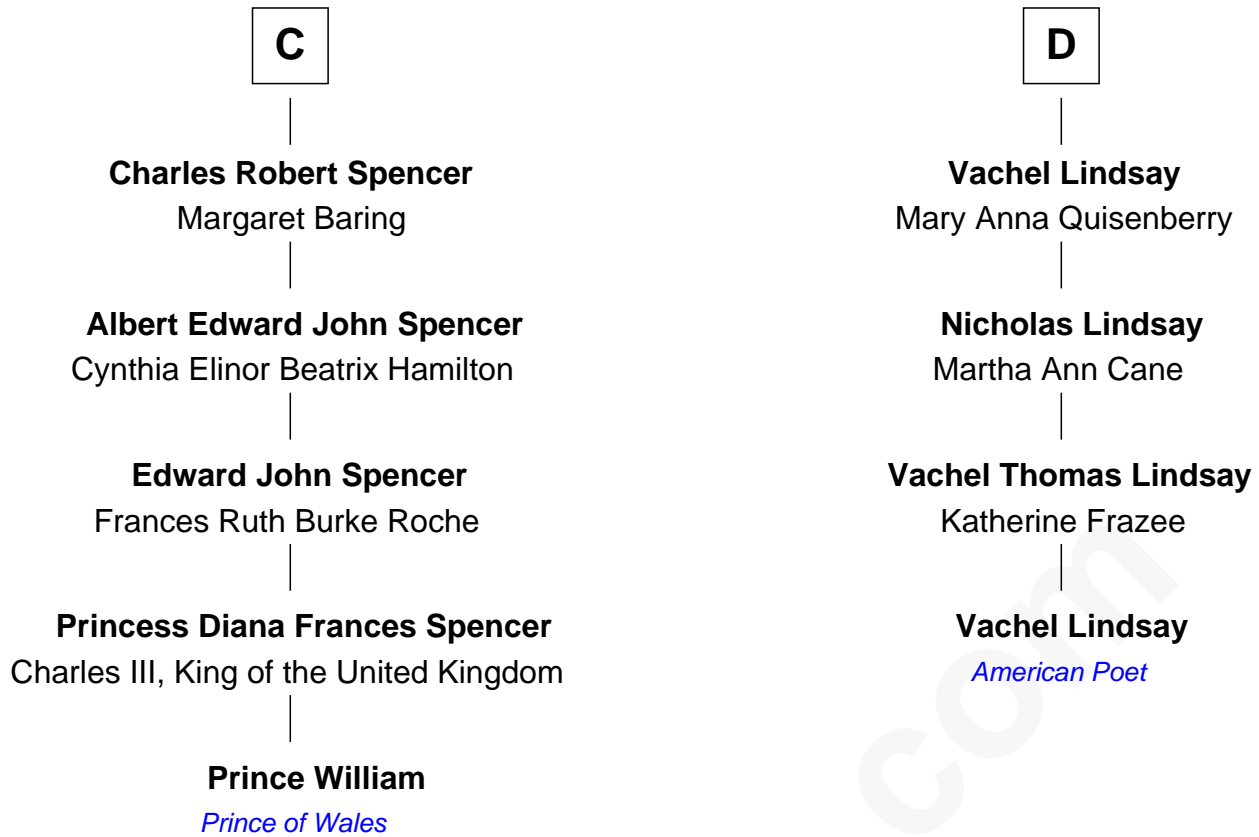 C
Charles Robert Spencer
Margaret Baring
Albert Edward John Spencer
Cynthia Elinor Beatrix Hamilton
Edward John Spencer
Frances Ruth Burke Roche
Princess Diana Frances Spencer
Charles III, King of the United Kingdom
Prince William
Prince of Wales
D
Vachel Lindsay
Mary Anna Quisenberry
Nicholas Lindsay
Martha Ann Cane
Vachel Thomas Lindsay
Katherine Frazee
Vachel Lindsay
American Poet
com